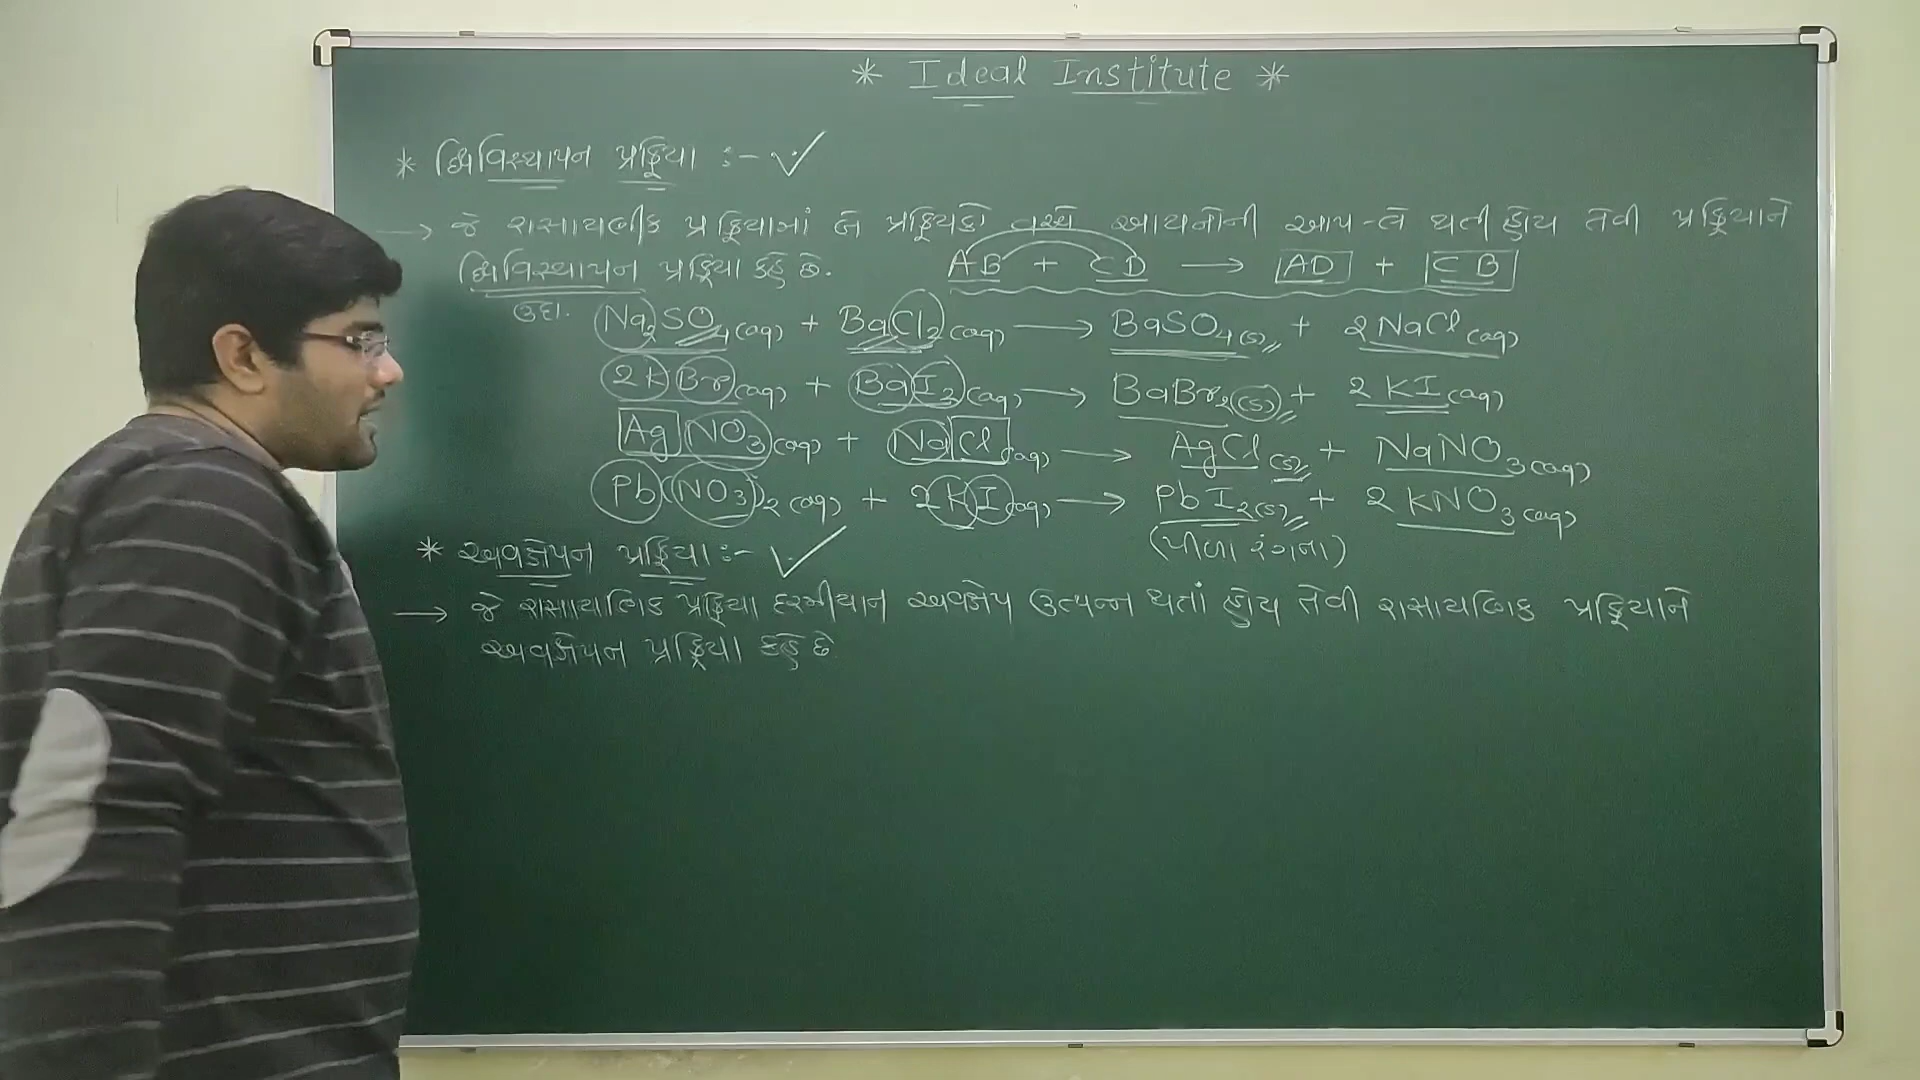 * Ideal Institute *
* દ્વિવિસ્થાપન પ્રક્રિયા :- ✓
→ જે રાસાયણીક પ્રક્રિયામાં બે પ્રક્રિયકો વચ્ચે આયનોની આપ-લે થતી હોય તેવી પ્રક્રિયાને
દ્વિવિસ્થાપન પ્રક્રિયા કહે છે. AB + CD → AD + CB
ઉદા. Na₂SO₄(aq) + BaCl₂(aq) → BaSO₄(s) + 2NaCl(aq)
2KBr(aq) + BaI₂(aq) → BaBr₂(s) + 2KI(aq)
AgNO₃(aq) + NaCl(aq) → AgCl(s) + NaNO₃(aq)
Pb(NO₃)₂(aq) + 2KI(aq) → PbI₂(s) + 2KNO₃(aq)
(પીળા રંગના)
* અવક્ષેપન પ્રક્રિયા :- ✓
→ જે રાસાયણિક પ્રક્રિયા દરમીયાન અવક્ષેપ ઉત્પન્ન થતાં હોય તેવી રાસાયણિક પ્રક્રિયાને
અવક્ષેપન પ્રક્રિયા કહે છે